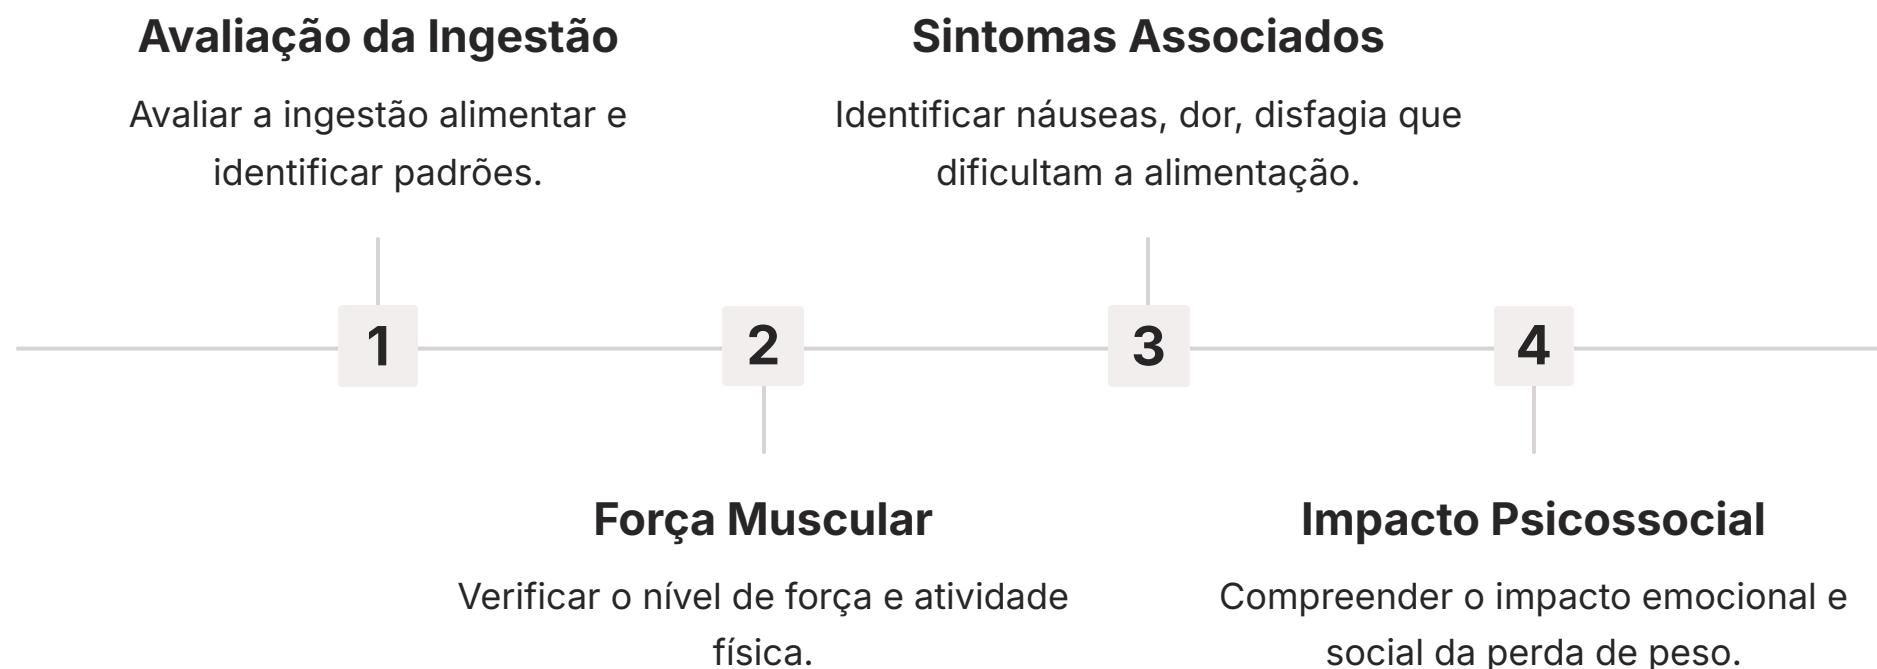 Avaliação da Ingestão
Avaliar a ingestão alimentar e
identificar padrões.
Sintomas Associados
Identificar náuseas, dor, disfagia que
dificultam a alimentação.
1
2
3
4
Força Muscular
Verificar o nível de força e atividade
física.
Impacto Psicossocial
Compreender o impacto emocional e
social da perda de peso.